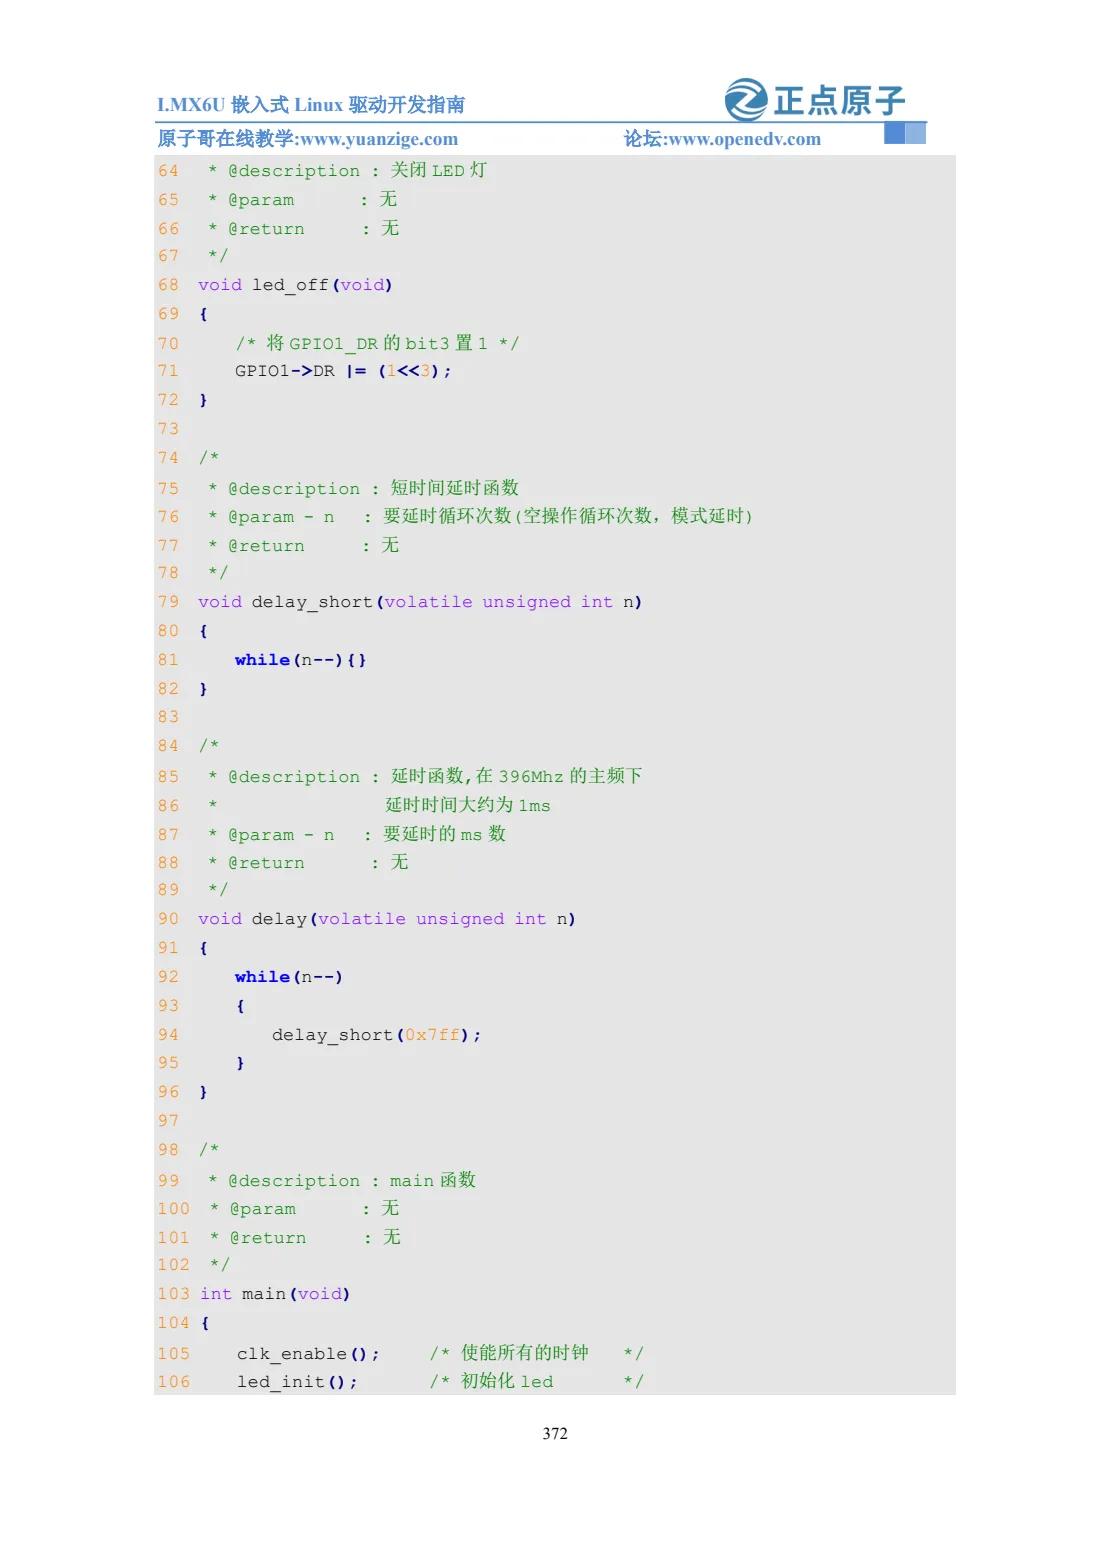 I.MX6U 嵌入式 Linux 驱动开发指南
正点原子
原子哥在线教学:www.yuanzige.com 论坛:www.openedv.com
64 * @description : 关闭 LED 灯
65 * @param : 无
66 * @return : 无
67 */
68 void led_off(void)
69 {
70 /* 将 GPIO1_DR 的 bit3 置 1 */
71 GPIO1->DR |= (1<<3);
72 }
73
74 /*
75 * @description : 短时间延时函数
76 * @param - n : 要延时循环次数(空操作循环次数，模式延时)
77 * @return : 无
78 */
79 void delay_short(volatile unsigned int n)
80 {
81 while(n--){}
82 }
83
84 /*
85 * @description : 延时函数,在 396Mhz 的主频下
86 * 延时时间大约为 1ms
87 * @param - n : 要延时的 ms 数
88 * @return : 无
89 */
90 void delay(volatile unsigned int n)
91 {
92 while(n--)
93 {
94 delay_short(0x7ff);
95 }
96 }
97
98 /*
99 * @description : main 函数
100 * @param : 无
101 * @return : 无
102 */
103 int main(void)
104 {
105 clk_enable(); /* 使能所有的时钟 */
106 led_init(); /* 初始化 led */
372